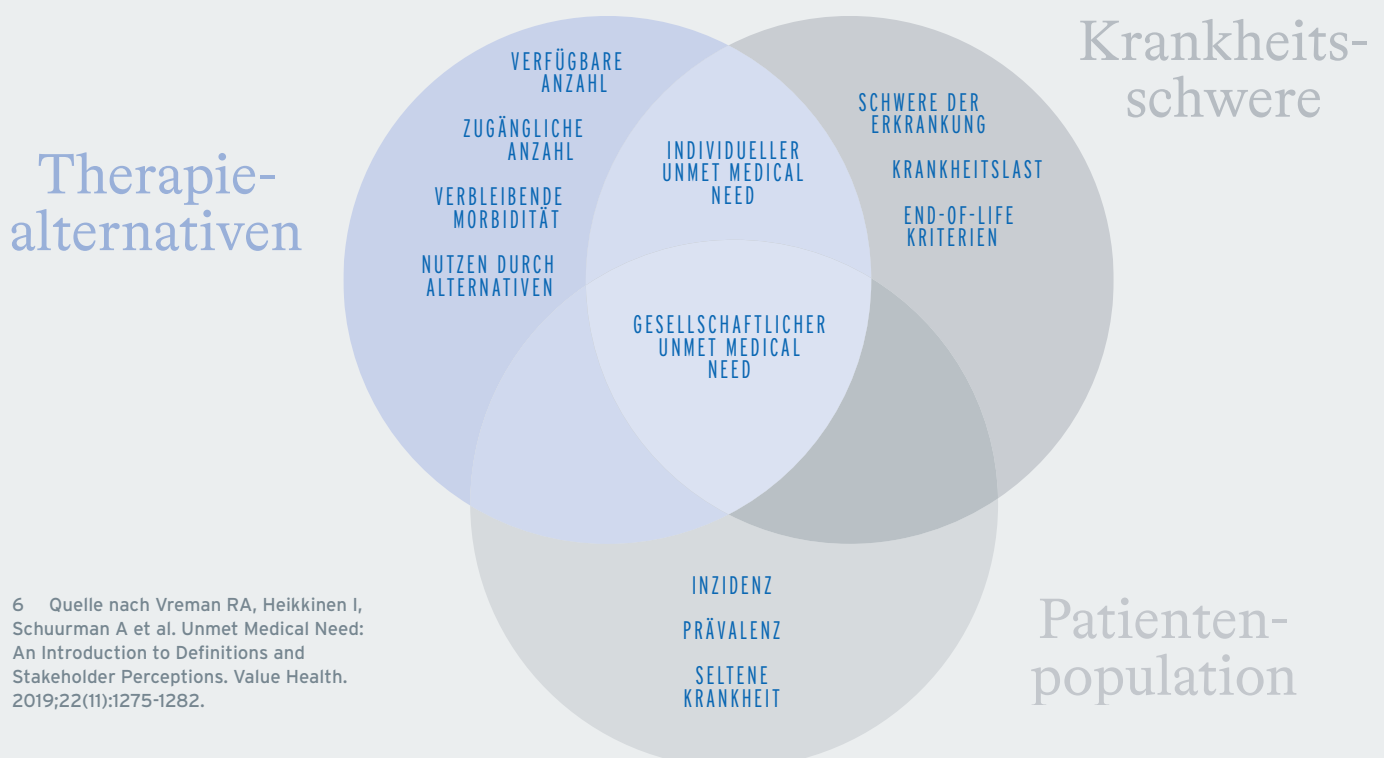 Therapie-
alternativen
VERFÜGBARE
ANZAHL
ZUGÄNGLICHE
ANZAHL
VERBLEIBENDE
MORBIDITÄT
NUTZEN DURCH
ALTERNATIVEN
INDIVIDUELLER
UNMET MEDICAL
NEED
GESELLSCHAFTLICHER
UNMET MEDICAL
NEED
Krankheits-
schwere
SCHWERE DER
ERKRANKUNG
KRANKHEITSLAST
END-OF-LIFE
KRITERIEN
INZIDENZ
PRÄVALENZ
SELTENE
KRANKHEIT
Patienten-
population
6 Quelle nach Vreman RA, Heikkinen I,
Schuurman A et al. Unmet Medical Need:
An Introduction to Definitions and
Stakeholder Perceptions. Value Health.
2019;22(11):1275-1282.